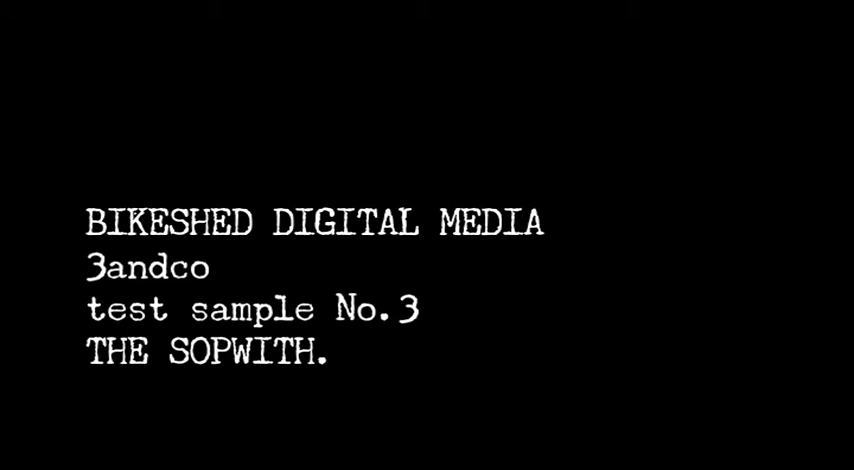 BIKESHED DIGITAL MEDIA
3andco
test sample No.3
THE SOPWITH.